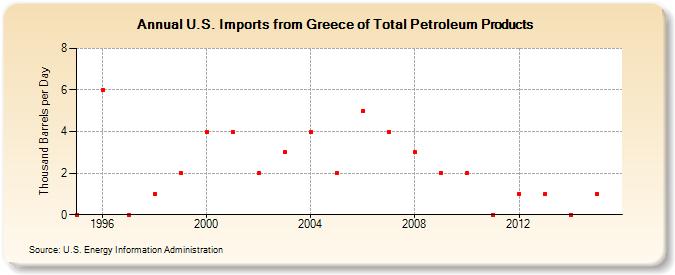 Annual U.S. Imports from Greece of Total Petroleum Products
Thousand Barrels per Day
8
6
4
2
0
1996 2000 2004 2008 2012
Source: U.S. Energy Information Administration